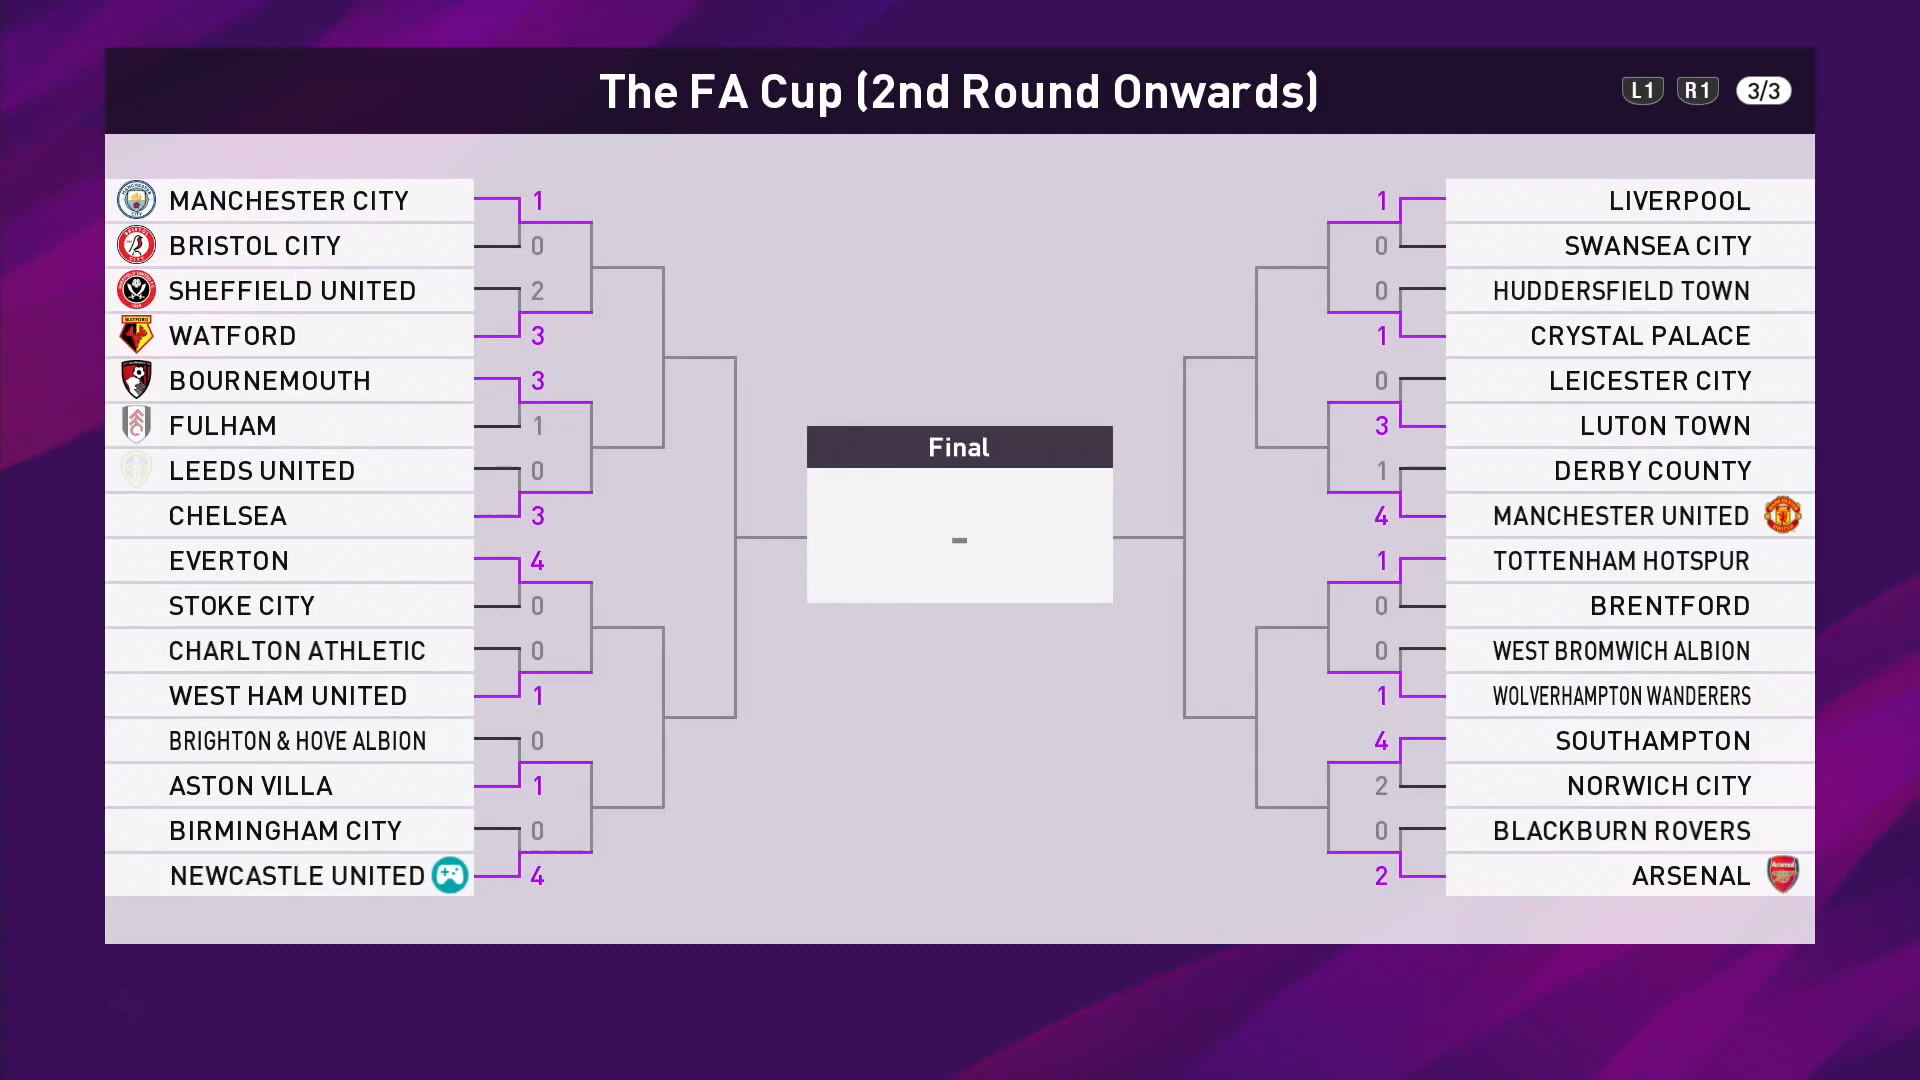 The FA Cup (2nd Round Onwards)
L1 R1 3/3
MANCHESTER CITY 1
BRISTOL CITY 0
SHEFFIELD UNITED 2
WATFORD 3
BOURNEMOUTH 3
FULHAM 1
LEEDS UNITED 0
CHELSEA 3
EVERTON 4
STOKE CITY 0
CHARLTON ATHLETIC 0
WEST HAM UNITED 1
BRIGHTON & HOVE ALBION 0
ASTON VILLA 1
BIRMINGHAM CITY 0
NEWCASTLE UNITED 4
Final
-
1 LIVERPOOL
0 SWANSEA CITY
0 HUDDERSFIELD TOWN
1 CRYSTAL PALACE
0 LEICESTER CITY
3 LUTON TOWN
1 DERBY COUNTY
4 MANCHESTER UNITED
1 TOTTENHAM HOTSPUR
0 BRENTFORD
0 WEST BROMWICH ALBION
1 WOLVERHAMPTON WANDERERS
4 SOUTHAMPTON
2 NORWICH CITY
0 BLACKBURN ROVERS
2 ARSENAL